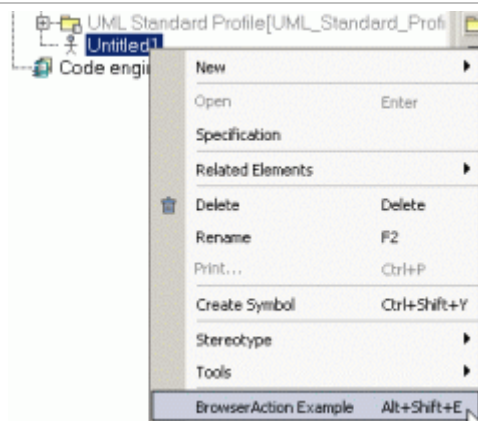 UML Standard Profile[UML_Standard_Profi
Untitled1
Code engi
New
Open Enter
Specification
Related Elements
Delete Delete
Rename F2
Print... Ctrl+P
Create Symbol Ctrl+Shift+Y
Stereotype
Tools
BrowserAction Example Alt+Shift+E